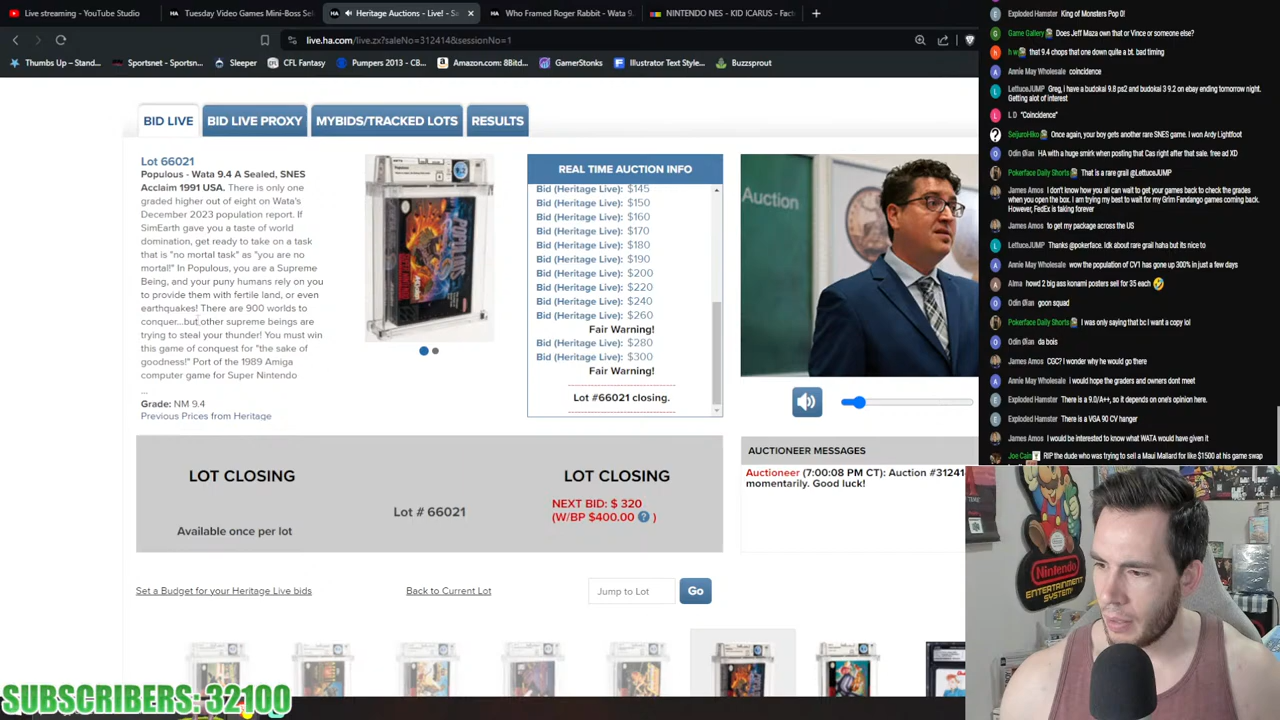 Live streaming - YouTube Studio
Tuesday Video Games Mini-Boss Se
Heritage Auctions - Live! - Sa
Who Framed Roger Rabbit - Wata 9.
NINTENDO NES - KID ICARUS - Fact
live.ha.com/live.zx?saleNo=312414&sessionNo=1
Thumbs Up – Stand...
Sportsnet - Sportsn...
Sleeper
CFL Fantasy
Pumpers 2013 - CB...
Amazon.com: 8Bitdo...
GamerStonks
Illustrator Text Style...
Buzzsprout
BID LIVE
BID LIVE PROXY
MYBIDS/TRACKED LOTS
RESULTS
Lot 66021
Populous - Wata 9.4 A Sealed, SNES
Acclaim 1991 USA. There is only one
graded higher out of eight on Wata's
December 2023 population report. If
SimEarth gave you a taste of world
domination, get ready to take on a task
that is "no mortal task" as "you are no
mortal!" In Populous, you are a Supreme
Being, and your puny humans rely on you
to provide them with fertile land, or even
earthquakes! There are 900 worlds to
conquer...but other supreme beings are
trying to steal your thunder! You must win
this game of conquest for "the sake of
goodness!" Port of the 1989 Amiga
computer game for Super Nintendo
...
Grade: NM 9.4
Previous Prices from Heritage
REAL TIME AUCTION INFO
Bid (Heritage Live): $145
Bid (Heritage Live): $150
Bid (Heritage Live): $160
Bid (Heritage Live): $170
Bid (Heritage Live): $180
Bid (Heritage Live): $190
Bid (Heritage Live): $200
Bid (Heritage Live): $220
Bid (Heritage Live): $240
Bid (Heritage Live): $260
Fair Warning!
Bid (Heritage Live): $280
Bid (Heritage Live): $300
Fair Warning!
Lot #66021 closing.
Auction
LOT CLOSING
Available once per lot
Lot # 66021
LOT CLOSING
NEXT BID: $ 320
(W/BP $400.00 ? )
AUCTIONEER MESSAGES
Auctioneer (7:00:08 PM CT): Auction #31241
momentarily. Good luck!
Set a Budget for your Heritage Live bids
Back to Current Lot
Jump to Lot
Go
SUBSCRIBERS: 32100
Exploded Hamster King of Monsters Pop 0!
Game Gallery Does Jeff Maza own that or Vince or someone else?
that 9.4 chops that one down quite a bt. bad timing
Annie May Wholesale coincidence
LettuceJUMP Greg, i have a budokai 9.8 ps2 and budokai 3 9.2 on ebay ending tomorrow night.
Getting alot of interest
L D "Coincidence"
SeijuroHiko Once again, your boy gets another rare SNES game. I won Ardy Lightfoot
Odin Øian HA with a huge smirk when posting that Cas right after that sale. free ad XD
Pokerface Daily Shorts That is a rare grail @LettuceJUMP
James Amos I don't know how you all can wait to get your games back to check the grades
when you open the box. I am trying my best to wait for my Grim Fandango games coming back.
However, FedEx is taking forever
James Amos to get my package across the US
LettuceJUMP Thanks @pokerface. Idk about rare grail haha but its nice to
Annie May Wholesale wow the population of CV1 has gone up 300% in just a few days
Alma howd 2 big ass konami posters sell for 35 each 🤣
Odin Øian goon squad
Pokerface Daily Shorts I was only saying that bc I want a copy lol
Odin Øian da bois
James Amos CGC? I wonder why he would go there
Annie May Wholesale I would hope the graders and owners dont meet
Exploded Hamster There is a 9.0/A++, so it depends on one's opinion here.
Exploded Hamster There is a VGA 90 CV hanger
James Amos I would be interested to know what WATA would have given it
Joe Cain RIP the dude who was trying to sell a Maui Mallard for like $1500 at his game swap
Nintendo
ENTERTAINMENT
SYSTEM